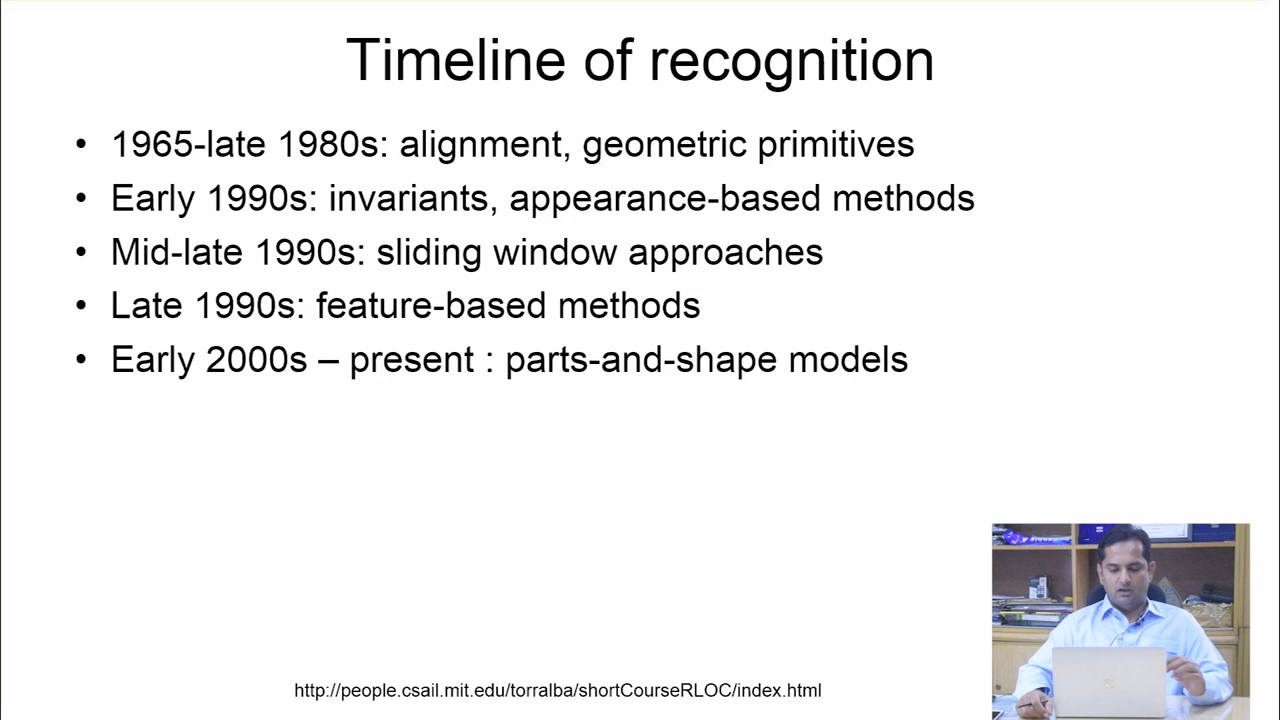 Timeline of recognition
• 1965-late 1980s: alignment, geometric primitives
• Early 1990s: invariants, appearance-based methods
• Mid-late 1990s: sliding window approaches
• Late 1990s: feature-based methods
• Early 2000s – present : parts-and-shape models
http://people.csail.mit.edu/torralba/shortCourseRLOC/index.html